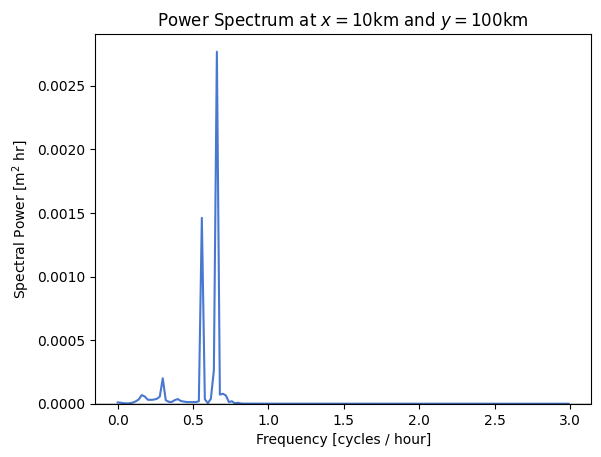 Power Spectrum at x = 10km and y = 100km
0.0025
0.0020
0.0015
0.0010
0.0005
0.0000
Spectral Power [m² hr]
0.0 0.5 1.0 1.5 2.0 2.5 3.0
Frequency [cycles / hour]